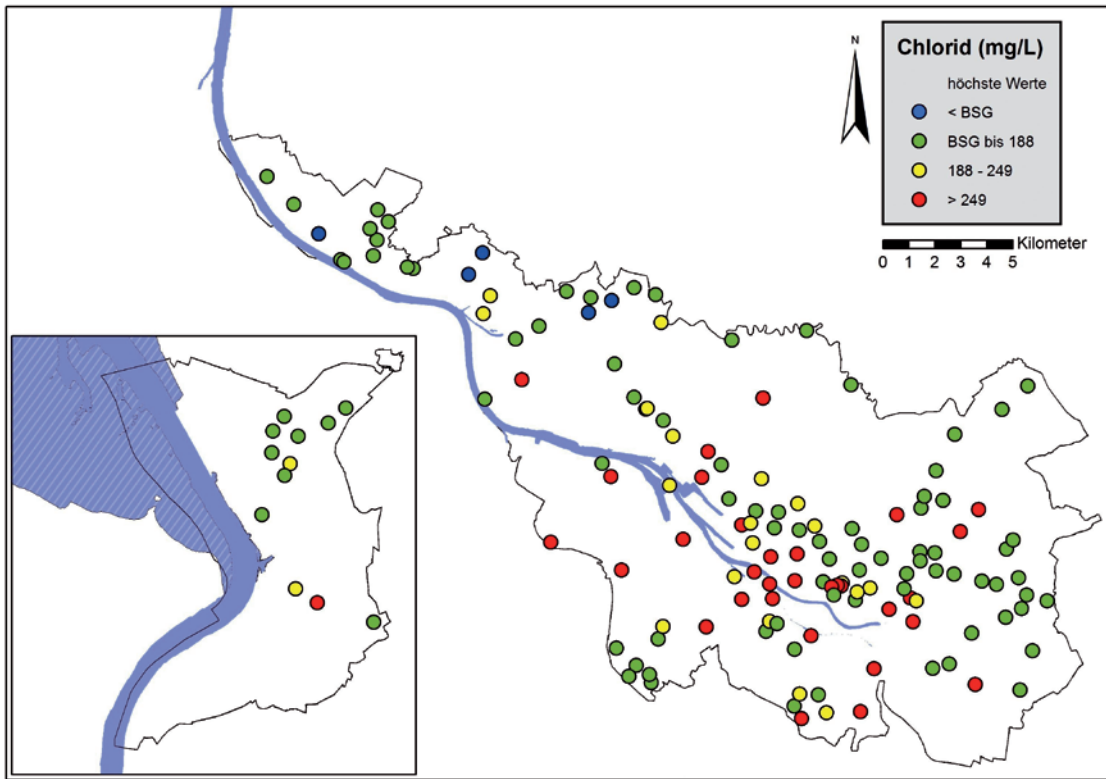 N
Chlorid (mg/L)
höchste Werte
< BSG
BSG bis 188
188 - 249
> 249
Kilometer
0 1 2 3 4 5